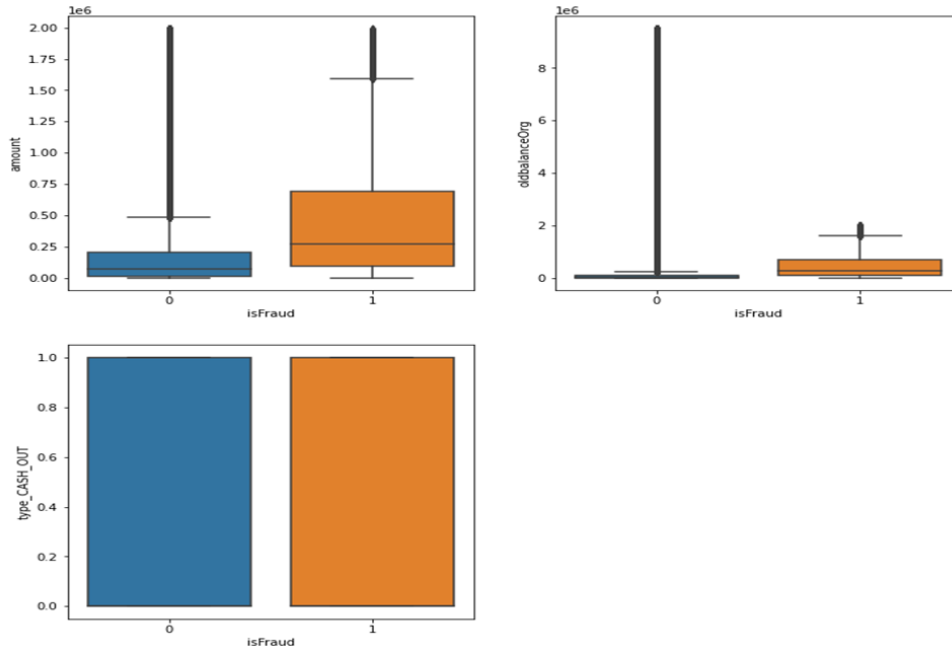 1e6
2.00
1.75
1.50
1.25
1.00
0.75
0.50
0.25
0.00
amount
0 1
isFraud
1e6
8
6
4
2
0
oldbalanceOrg
0 1
isFraud
1.0
0.8
0.6
0.4
0.2
0.0
type_CASH_OUT
0 1
isFraud